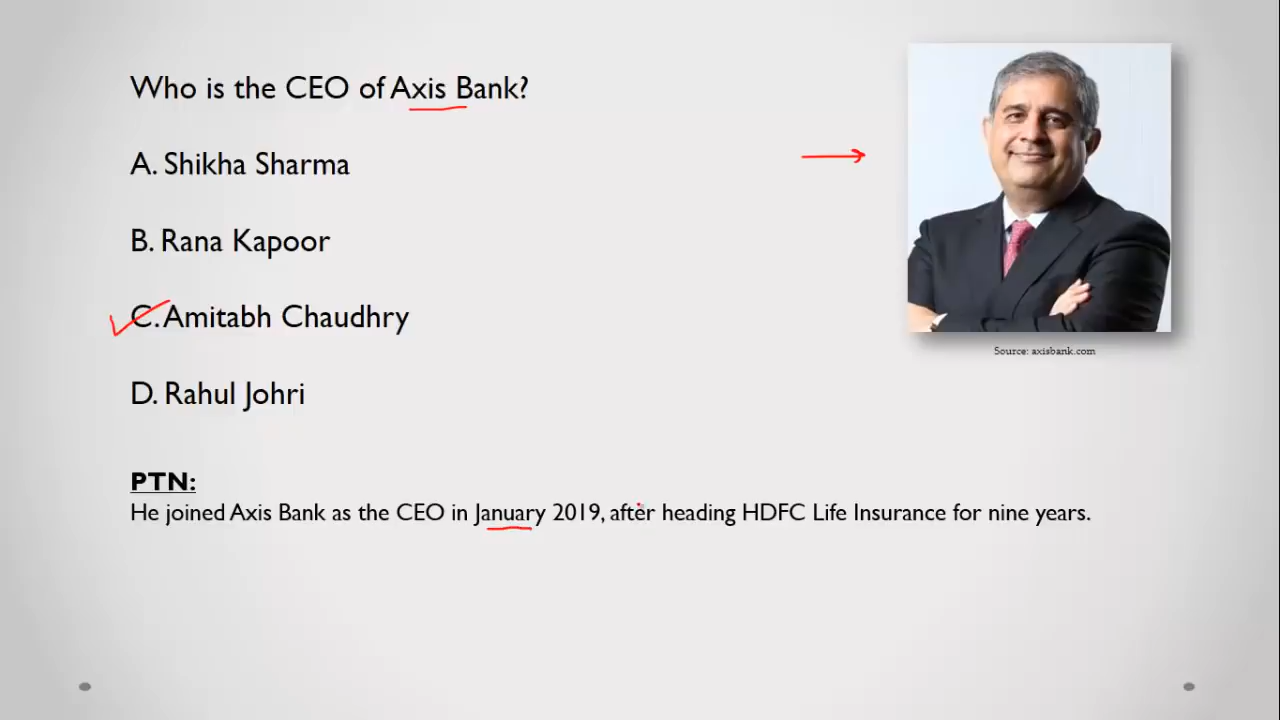 Who is the CEO of Axis Bank?
A. Shikha Sharma
B. Rana Kapoor
C. Amitabh Chaudhry
D. Rahul Johri
Source: axisbank.com
PTN:
He joined Axis Bank as the CEO in January 2019, after heading HDFC Life Insurance for nine years.